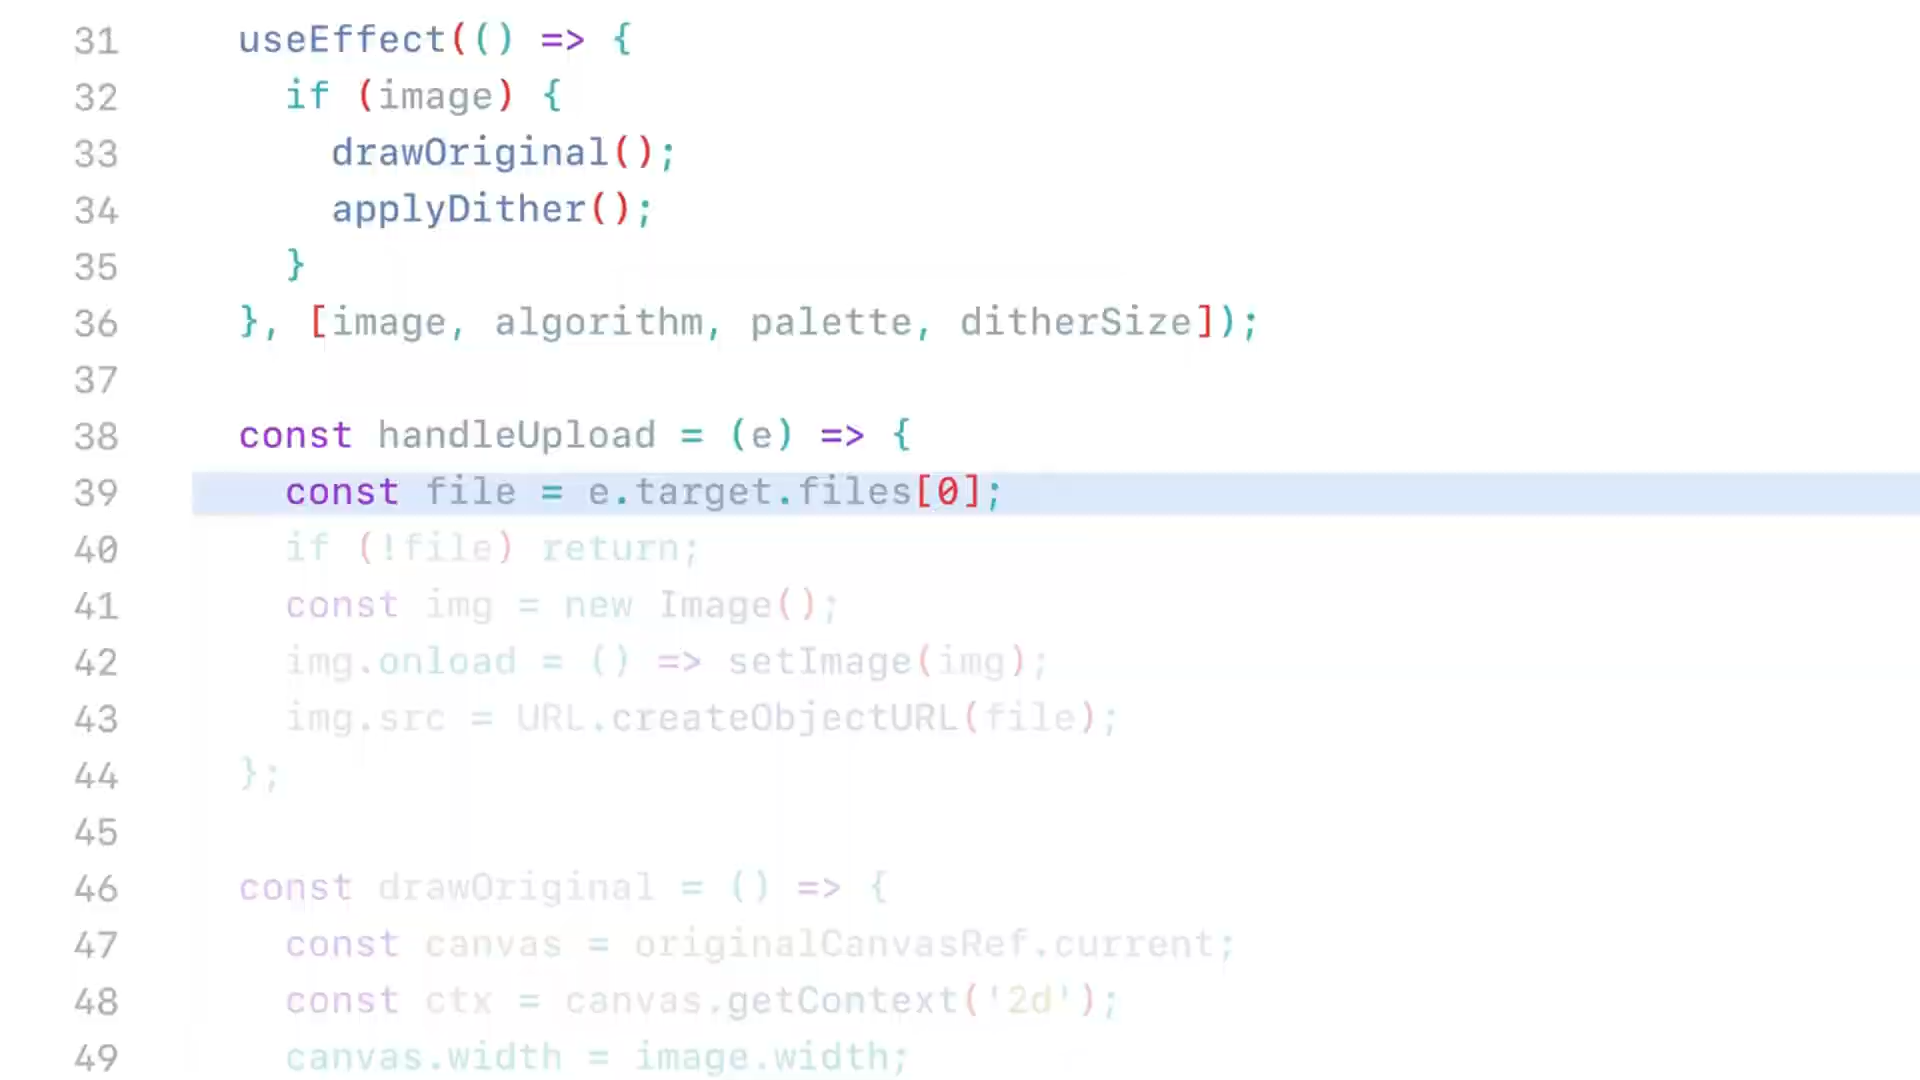 31 useEffect(() => {
32 if (image) {
33 drawOriginal();
34 applyDither();
35 }
36 }, [image, algorithm, palette, ditherSize]);
37
38 const handleUpload = (e) => {
39 const file = e.target.files[0];
40 if (!file) return;
41 const img = new Image();
42 img.onload = () => setImage(img);
43 img.src = URL.createObjectURL(file);
44 };
45
46 const drawOriginal = () => {
47 const canvas = originalCanvasRef.current;
48 const ctx = canvas.getContext('2d');
49 canvas.width = image.width;